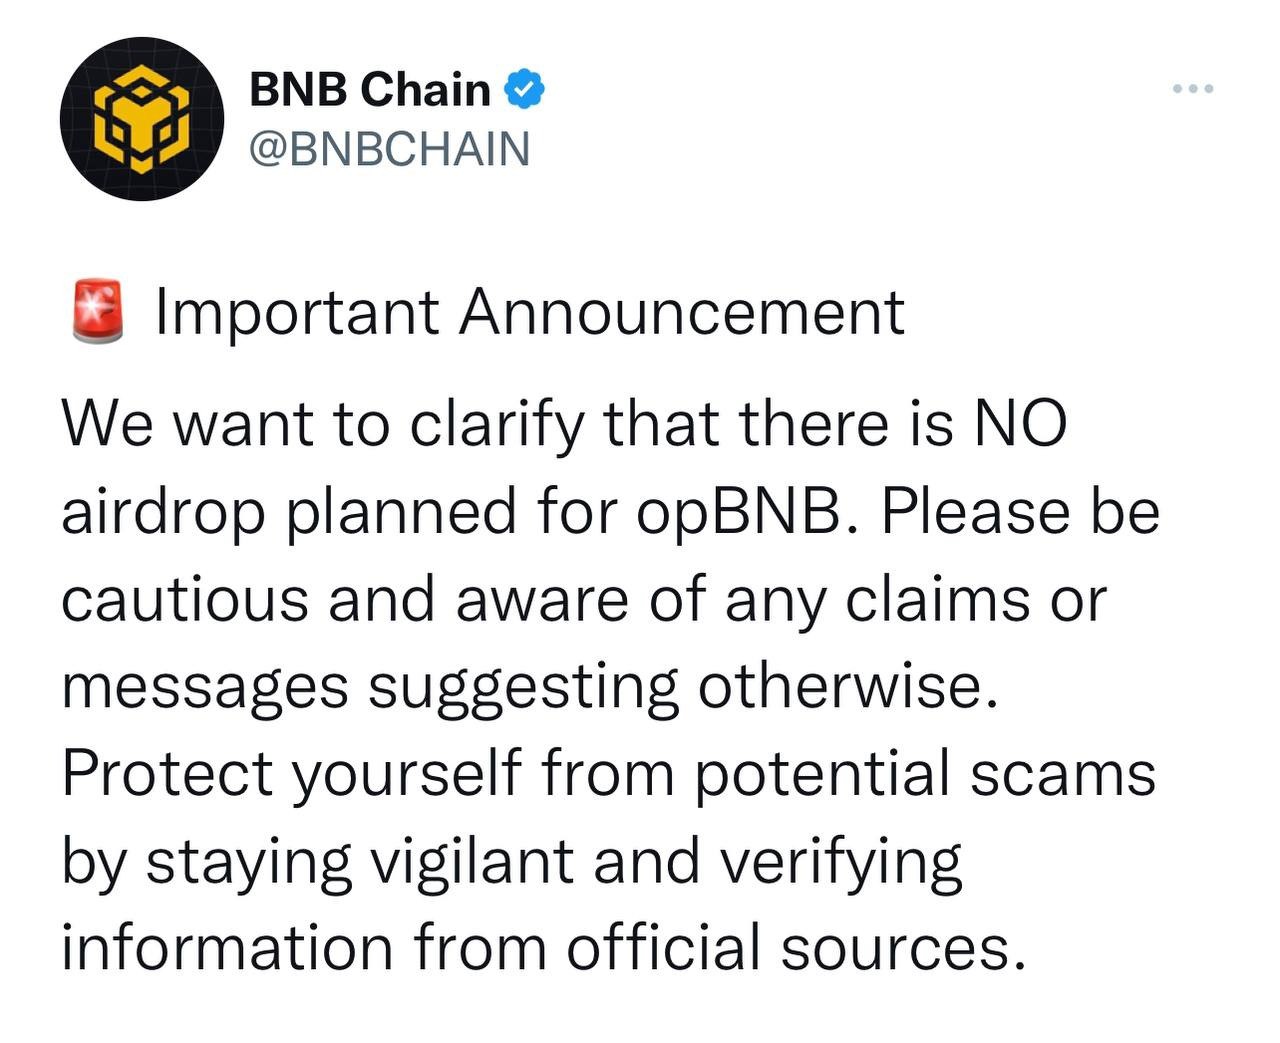 BNB Chain
@BNBCHAIN
🚨 Important Announcement
We want to clarify that there is NO
airdrop planned for opBNB. Please be
cautious and aware of any claims or
messages suggesting otherwise.
Protect yourself from potential scams
by staying vigilant and verifying
information from official sources.